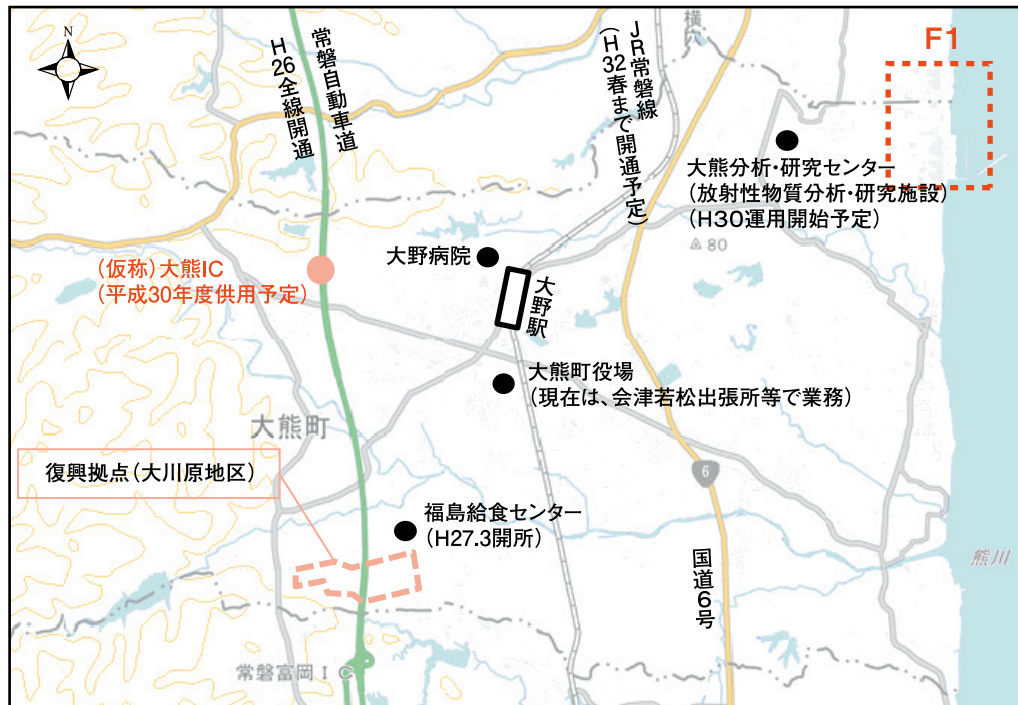 N
常磐自動車道
H26全線開通
横穴
JR常磐線
(H32春まで開通予定)
F1
大熊分析・研究センター
(放射性物質分析・研究施設)
(H30運用開始予定)
80
大野病院
(仮称)大熊IC
(平成30年度供用予定)
大野駅
大熊町役場
(現在は、会津若松出張所等で業務)
大熊町
復興拠点(大川原地区)
6
福島給食センター
(H27.3開所)
国道6号
熊川
常磐富岡IC